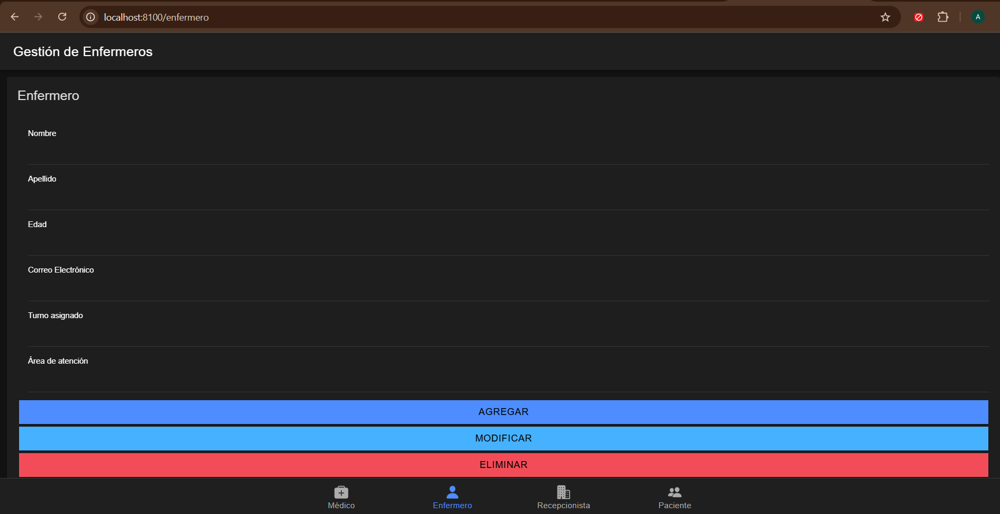 localhost:8100/enfermero
A
Gestión de Enfermeros
Enfermero
Nombre
Apellido
Edad
Correo Electrónico
Turno asignado
Área de atención
AGREGAR
MODIFICAR
ELIMINAR
Médico
Enfermero
Recepcionista
Paciente